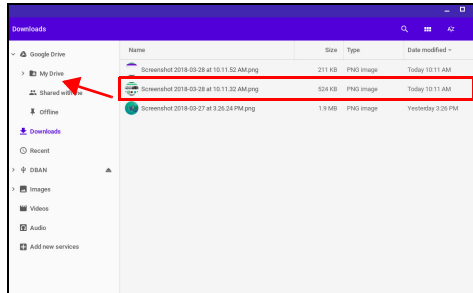 Downloads
Google Drive
My Drive
Shared with me
Offline
Downloads
Recent
DBAN
Images
Videos
Audio
Add new services
Name Size Type Date modified
Screenshot 2018-03-28 at 10.11.52 AM.png 211 KB PNG image Today 10:11 AM
Screenshot 2018-03-28 at 10.11.32 AM.png 524 KB PNG image Today 10:11 AM
Screenshot 2018-03-27 at 3.26.24 PM.png 1.9 MB PNG image Yesterday 3:26 PM